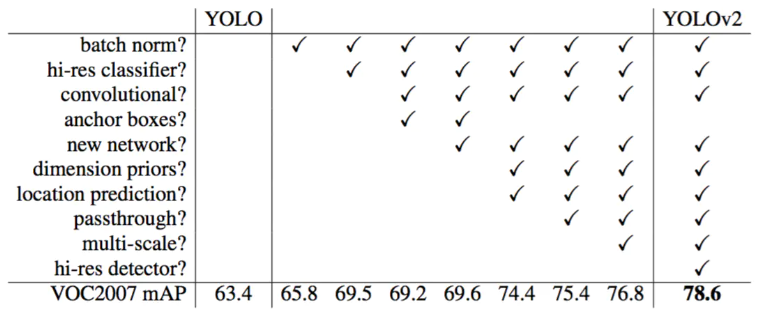 YOLO YOLOv2
batch norm? ✓ ✓ ✓ ✓ ✓ ✓ ✓ ✓
hi-res classifier? ✓ ✓ ✓ ✓ ✓ ✓ ✓
convolutional? ✓ ✓ ✓ ✓ ✓ ✓
anchor boxes? ✓ ✓
new network? ✓ ✓ ✓ ✓ ✓
dimension priors? ✓ ✓ ✓ ✓
location prediction? ✓ ✓ ✓ ✓
passthrough? ✓ ✓ ✓
multi-scale? ✓ ✓
hi-res detector? ✓
VOC2007 mAP 63.4 65.8 69.5 69.2 69.6 74.4 75.4 76.8 78.6